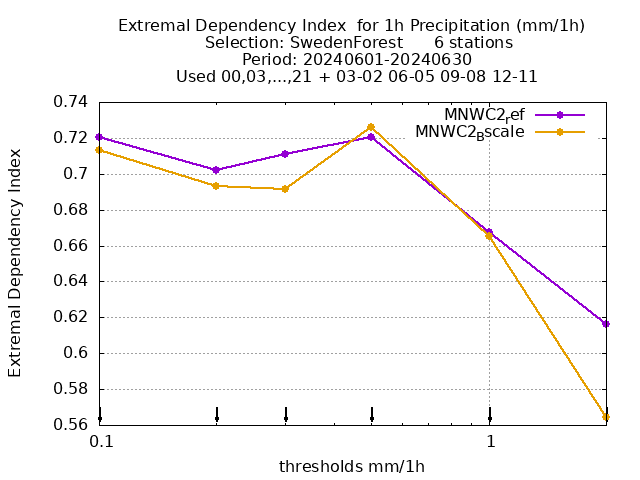 Extremal Dependency Index  for 1h Precipitation (mm/1h)
Selection: SwedenForest      6 stations
Period: 20240601-20240630
Used 00,03,...,21 + 03-02 06-05 09-08 12-11
MNWC2ref
MNWC2Bscale
Extremal Dependency Index
0.74
0.72
0.7
0.68
0.66
0.64
0.62
0.6
0.58
0.56
0.1
1
thresholds mm/1h